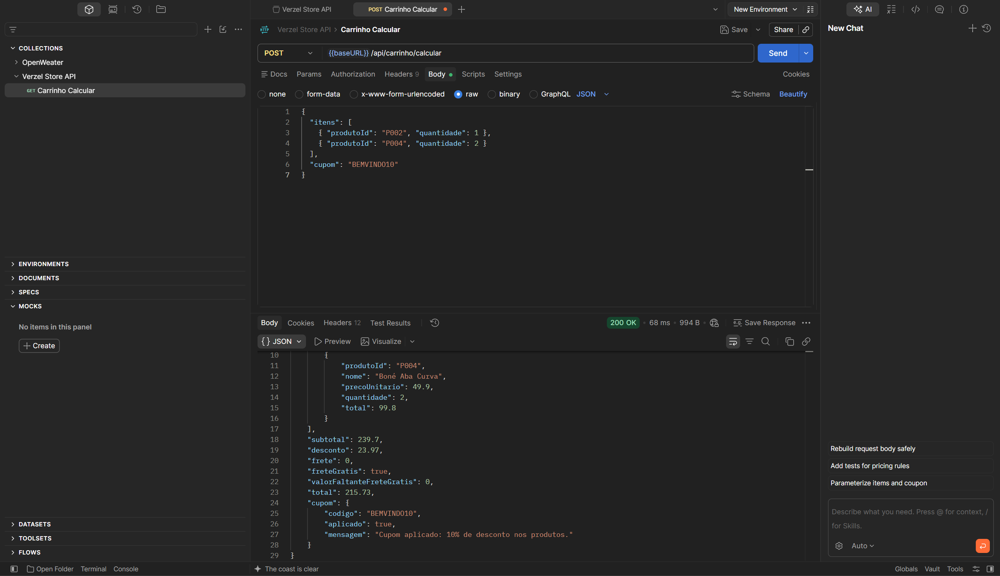 Verzel Store API
POST Carrinho Calcular
New Environment
AI
COLLECTIONS
OpenWeater
Verzel Store API
GET Carrinho Calcular
ENVIRONMENTS
DOCUMENTS
SPECS
MOCKS
No items in this panel
Create
DATASETS
TOOLSETS
FLOWS
HTTP Verzel Store API > Carrinho Calcular
Save
Share
POST
{{baseURL}} /api/carrinho/calcular
Send
Docs Params Authorization Headers 9 Body Scripts Settings Cookies
none form-data x-www-form-urlencoded raw binary GraphQL JSON Schema Beautify
1 {
2 "itens": [
3 { "produtoId": "P002", "quantidade": 1 },
4 { "produtoId": "P004", "quantidade": 2 }
5 ],
6 "cupom": "BEMVINDO10"
7 }
Body Cookies Headers 12 Test Results 200 OK • 68 ms • 994 B e.g. Save Response
{ } JSON Preview Visualize
10 {
11 "produtoId": "P004",
12 "nome": "Boné Aba Curva",
13 "precoUnitario": 49.9,
14 "quantidade": 2,
15 "total": 99.8
16 }
17 ],
18 "subtotal": 239.7,
19 "desconto": 23.97,
20 "frete": 0,
21 "freteGratis": true,
22 "valorFaltanteFreteGratis": 0,
23 "total": 215.73,
24 "cupom": {
25 "codigo": "BEMVINDO10",
26 "aplicado": true,
27 "mensagem": "Cupom aplicado: 10% de desconto nos produtos."
28 }
29 }
New Chat
Rebuild request body safely
Add tests for pricing rules
Parameterize items and coupon
Describe what you need. Press @ for context, /
for Skills.
Auto
Open Folder Terminal Console
The coast is clear
Globals Vault Tools